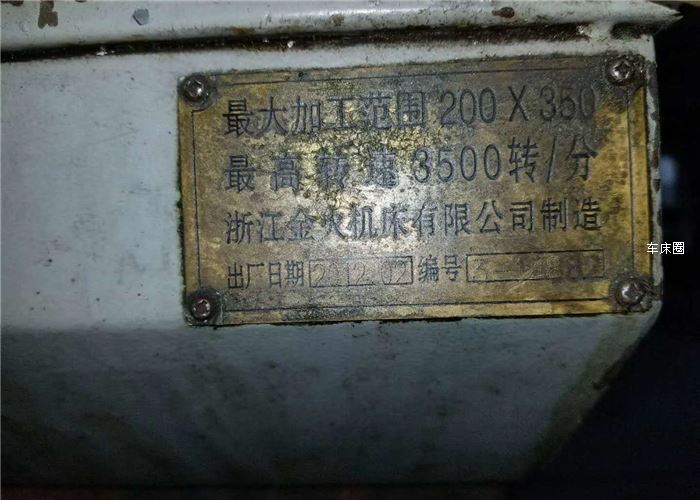 最大加工范围 200 X 350
最高转速 3500转/分
浙江金火机床有限公司制造
出厂日期 编号
车床圈